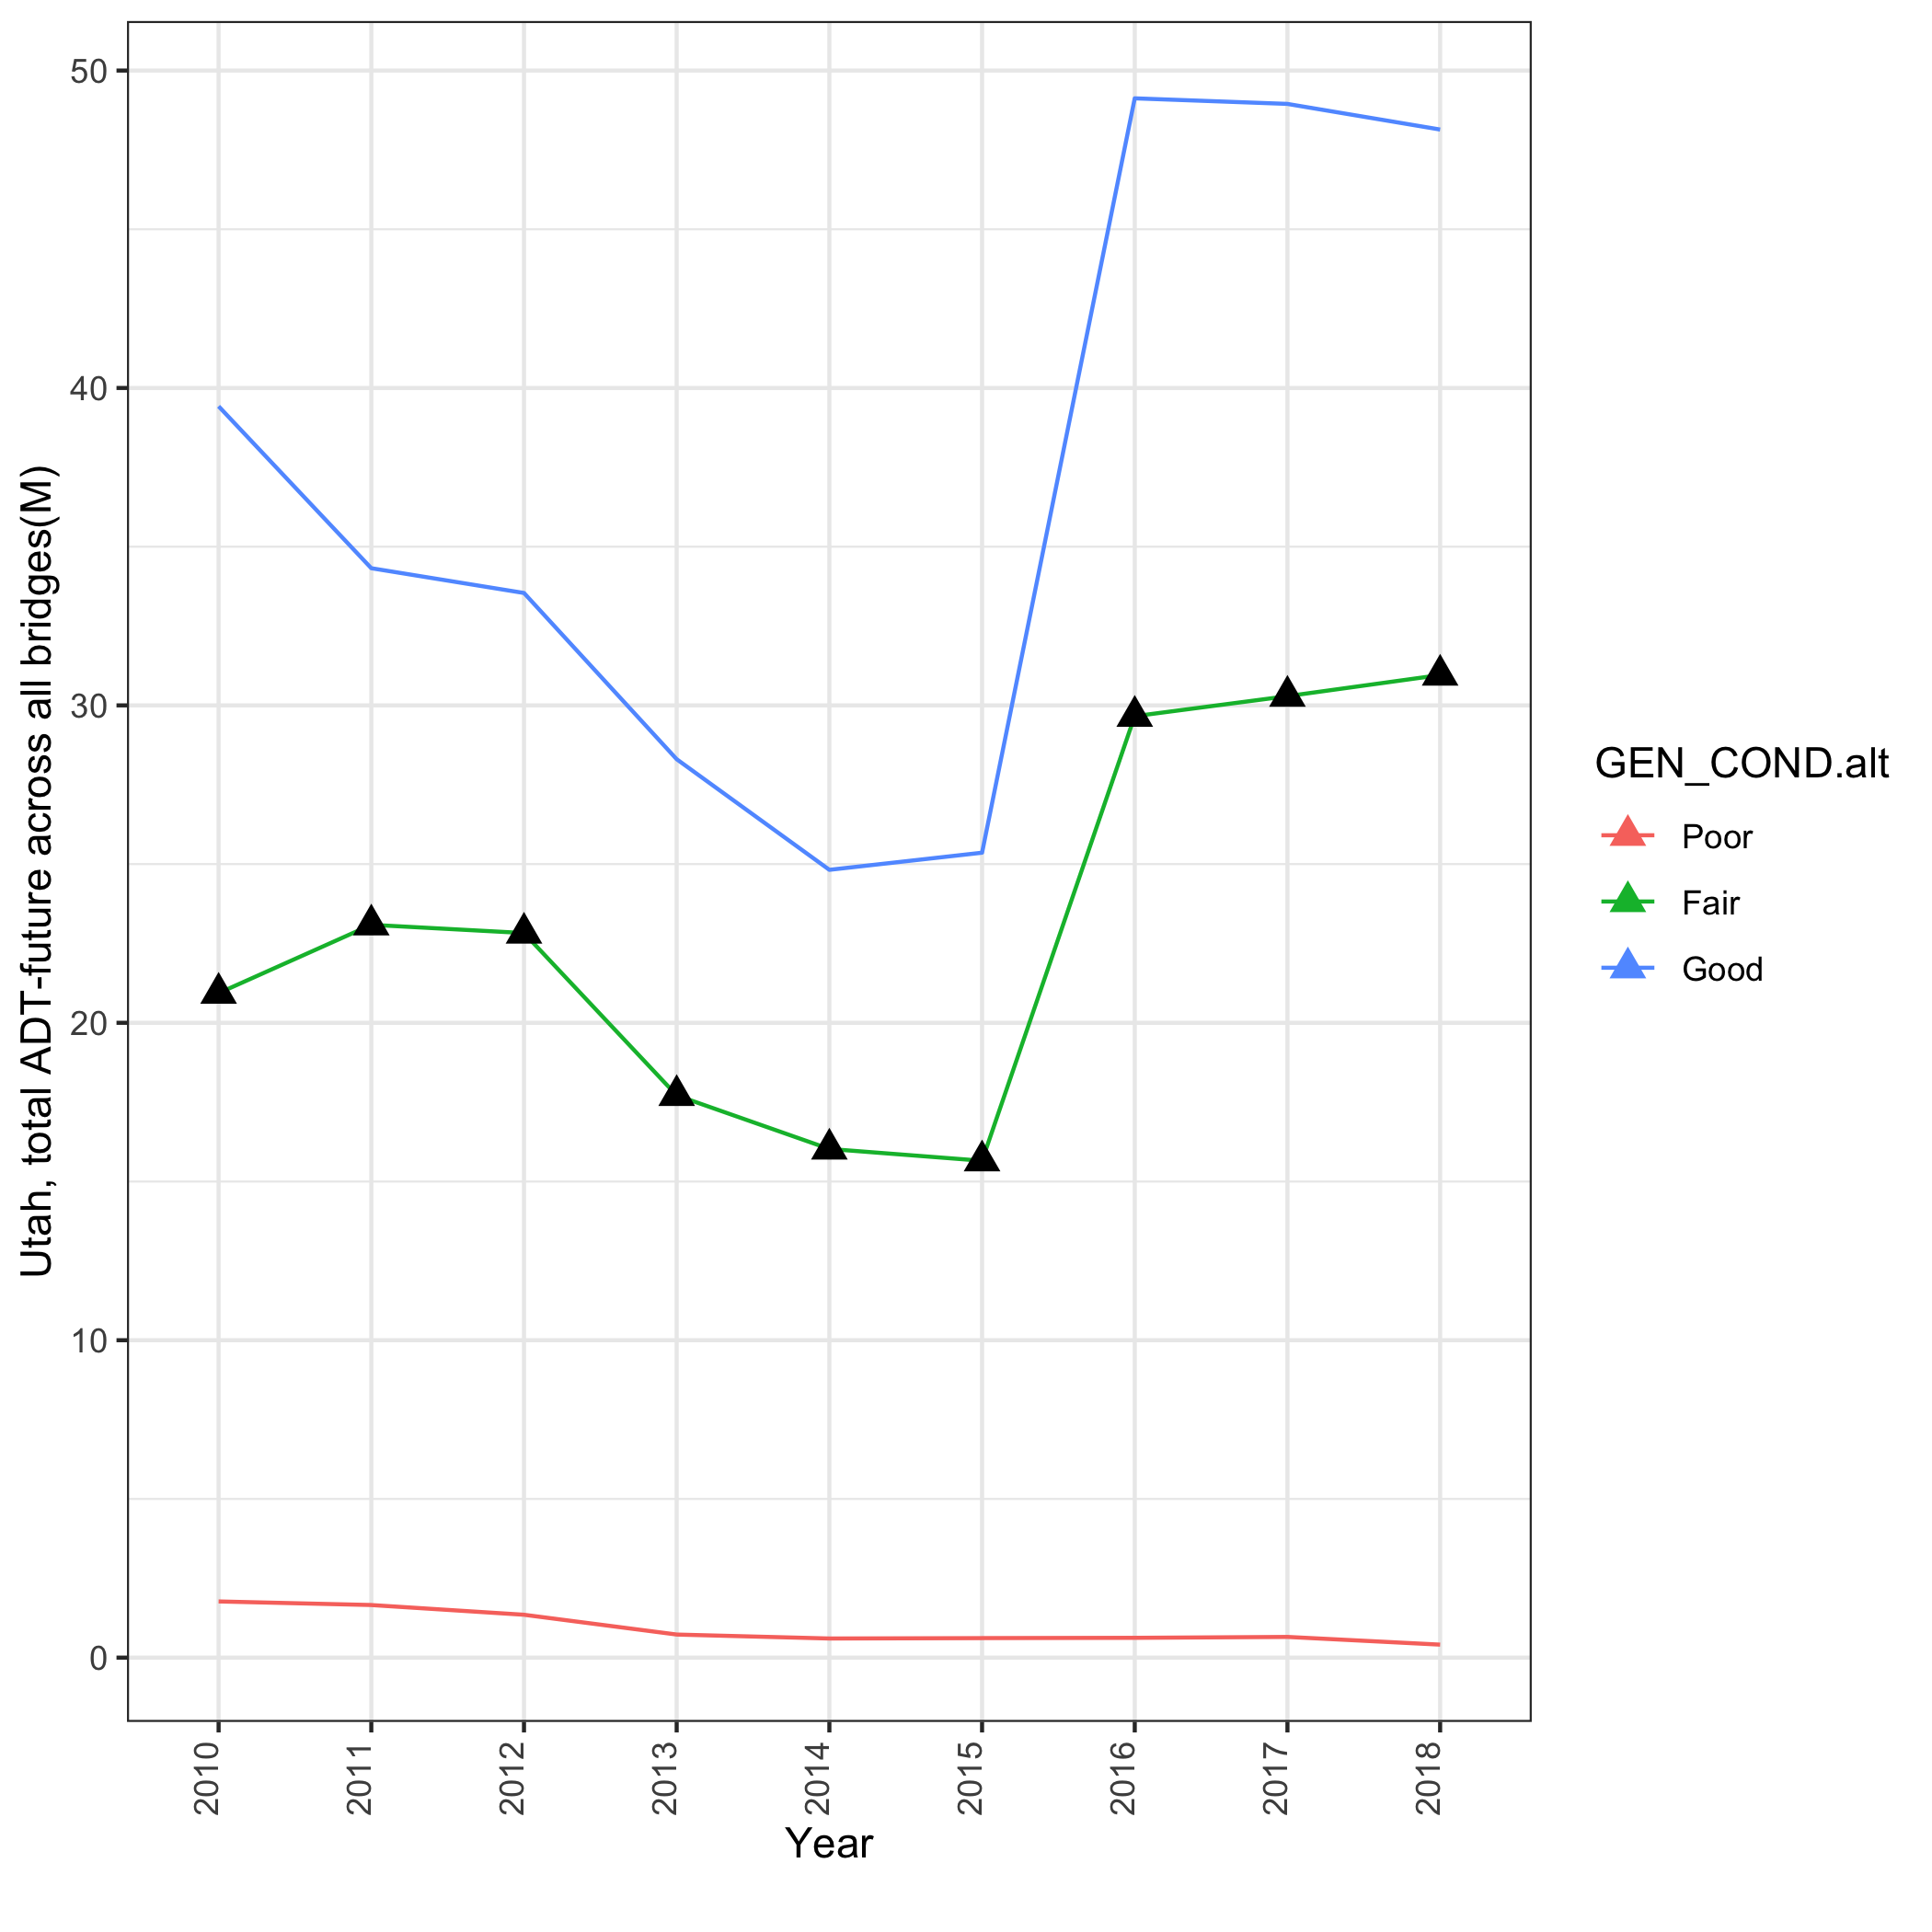 Utah, total ADT-future across all bridges(M)
50
40
30
20
10
0
2010
2011
2012
2013
2014
2015
2016
2017
2018
Year
GEN_COND.alt
Poor
Fair
Good